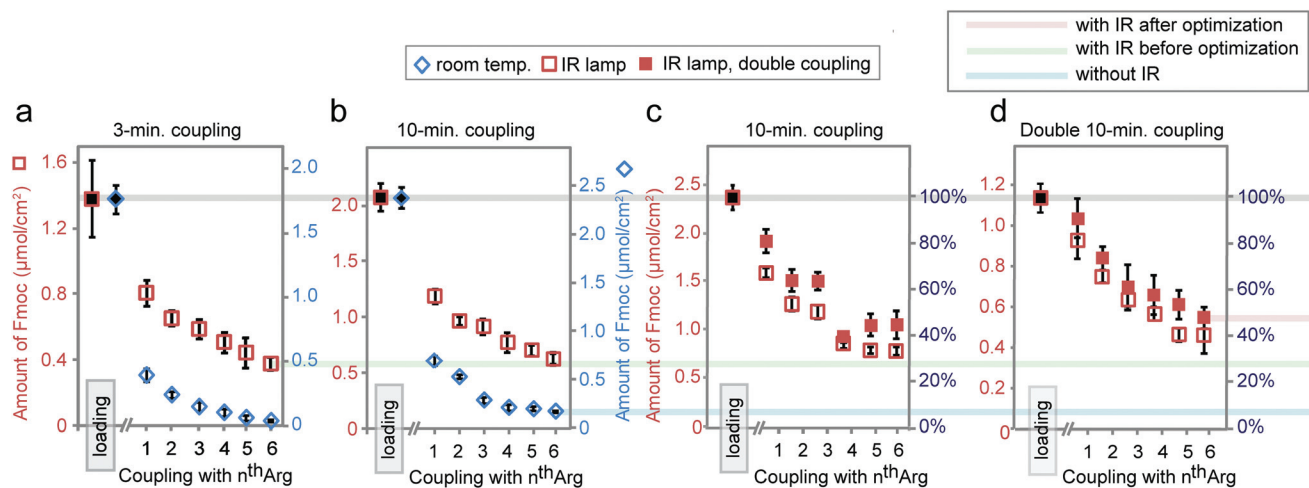 with IR after optimization
with IR before optimization
without IR
room temp. IR lamp IR lamp, double coupling
a 3-min. coupling
Amount of Fmoc (µmol/cm²)
1.6
1.2
0.8
0.4
0
2.0
1.5
1.0
0.5
0
loading
1 2 3 4 5 6
Coupling with nthArg
b 10-min. coupling
2.0
1.5
1.0
0.5
0
2.5
2.0
1.0
0.5
0
Amount of Fmoc (µmol/cm²)
loading
1 2 3 4 5 6
Coupling with nthArg
c 10-min. coupling
Amount of Fmoc (µmol/cm²)
2.5
2.0
1.5
1.0
0.5
0
100%
80%
60%
40%
20%
0%
loading
1 2 3 4 5 6
Coupling with nthArg
d Double 10-min. coupling
1.2
1.0
0.8
0.6
0.4
0.2
0
100%
80%
60%
40%
20%
0%
loading
1 2 3 4 5 6
Coupling with nthArg